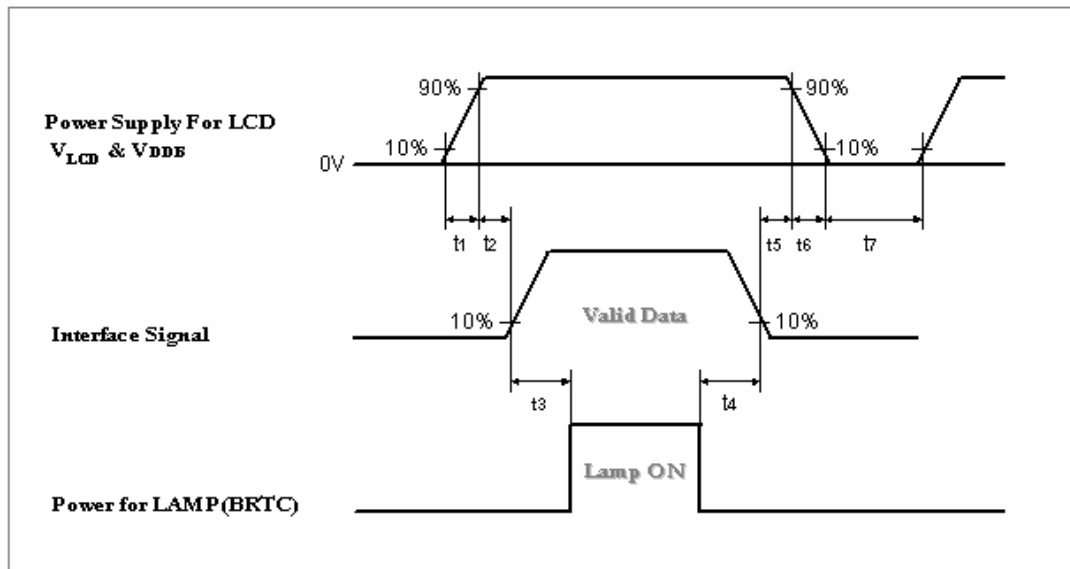 90%
90%
Power Supply For LCD
VLCD & VDDB
10%
10%
0V
t1
t2
t5
t6
t7
Valid Data
10%
10%
Interface Signal
t3
t4
Lamp ON
Power for LAMP(BRTC)